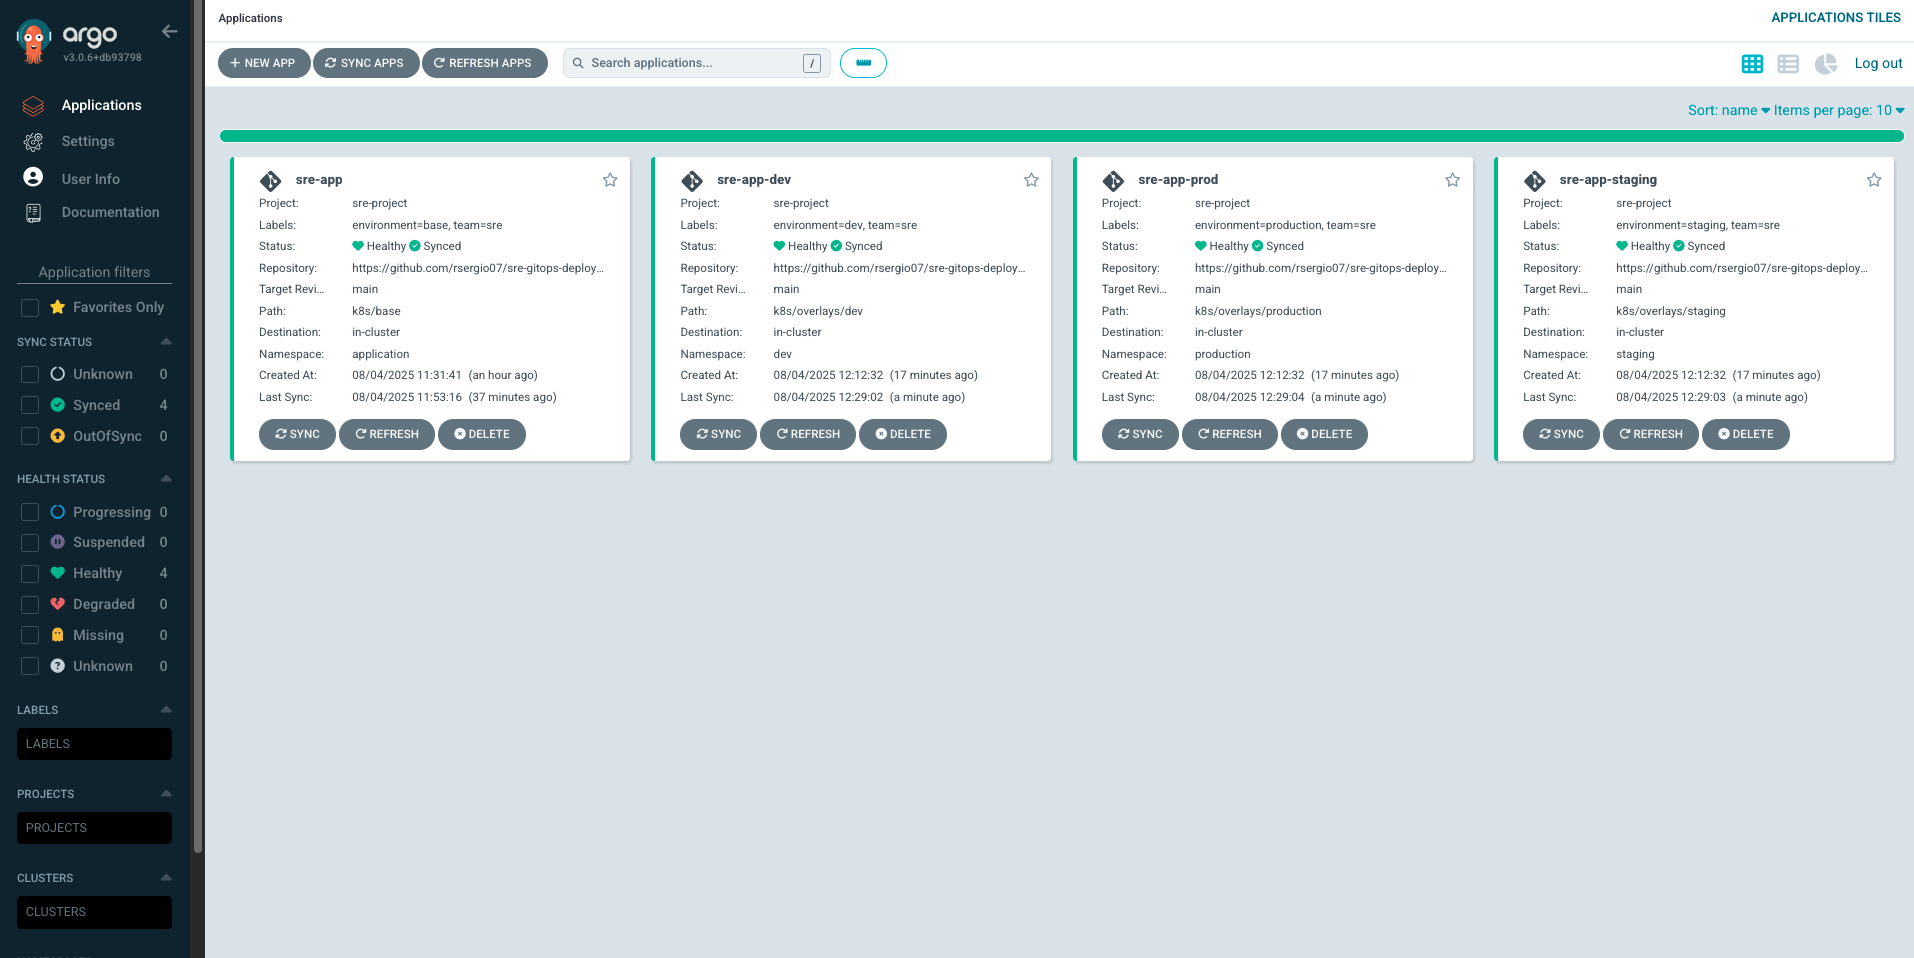 argo
v3.0.6+db93798
Applications
Settings
User Info
Documentation
Application filters
Favorites Only
SYNC STATUS
Unknown 0
Synced 4
OutOfSync 0
HEALTH STATUS
Progressing 0
Suspended 0
Healthy 4
Degraded 0
Missing 0
Unknown 0
LABELS
LABELS
PROJECTS
PROJECTS
CLUSTERS
CLUSTERS
Applications
APPLICATIONS TILES
NEW APP SYNC APPS REFRESH APPS Search applications... / Log out
Sort: name Items per page: 10
sre-app
Project: sre-project
Labels: environment=base, team=sre
Status: Healthy Synced
Repository: https://github.com/rsergio07/sre-gitops-deploy...
Target Revi... main
Path: k8s/base
Destination: in-cluster
Namespace: application
Created At: 08/04/2025 11:31:41 (an hour ago)
Last Sync: 08/04/2025 11:53:16 (37 minutes ago)
SYNC REFRESH DELETE
sre-app-dev
Project: sre-project
Labels: environment=dev, team=sre
Status: Healthy Synced
Repository: https://github.com/rsergio07/sre-gitops-deploy...
Target Revi... main
Path: k8s/overlays/dev
Destination: in-cluster
Namespace: dev
Created At: 08/04/2025 12:12:32 (17 minutes ago)
Last Sync: 08/04/2025 12:29:02 (a minute ago)
SYNC REFRESH DELETE
sre-app-prod
Project: sre-project
Labels: environment=production, team=sre
Status: Healthy Synced
Repository: https://github.com/rsergio07/sre-gitops-deploy...
Target Revi... main
Path: k8s/overlays/production
Destination: in-cluster
Namespace: production
Created At: 08/04/2025 12:12:32 (17 minutes ago)
Last Sync: 08/04/2025 12:29:04 (a minute ago)
SYNC REFRESH DELETE
sre-app-staging
Project: sre-project
Labels: environment=staging, team=sre
Status: Healthy Synced
Repository: https://github.com/rsergio07/sre-gitops-deploy...
Target Revi... main
Path: k8s/overlays/staging
Destination: in-cluster
Namespace: staging
Created At: 08/04/2025 12:12:32 (17 minutes ago)
Last Sync: 08/04/2025 12:29:03 (a minute ago)
SYNC REFRESH DELETE